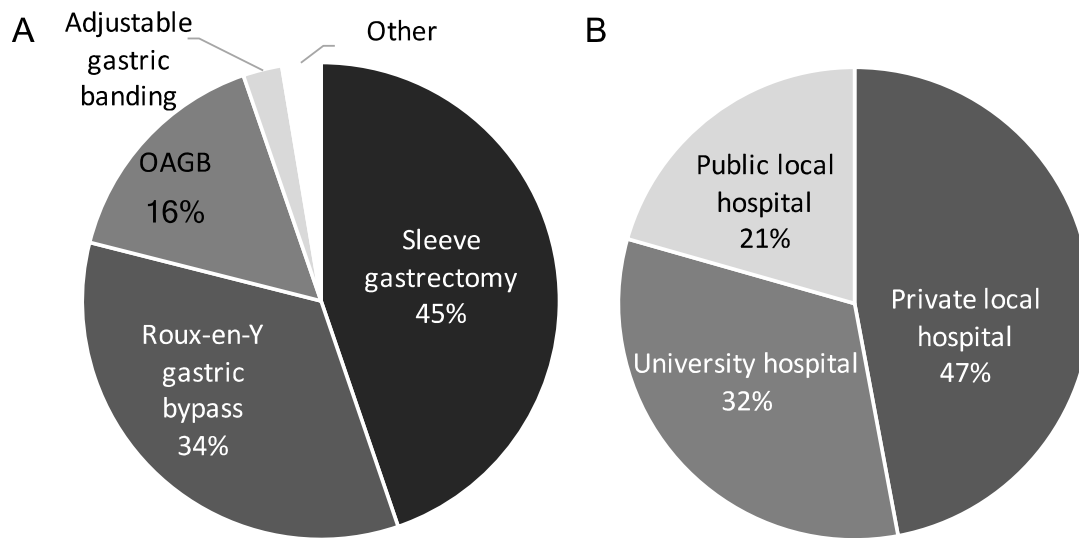 A
Adjustable
gastric
banding
Other
OAGB
16%
Sleeve
gastrectomy
45%
Roux-en-Y
gastric
bypass
34%
B
Public local
hospital
21%
Private local
hospital
47%
University hospital
32%